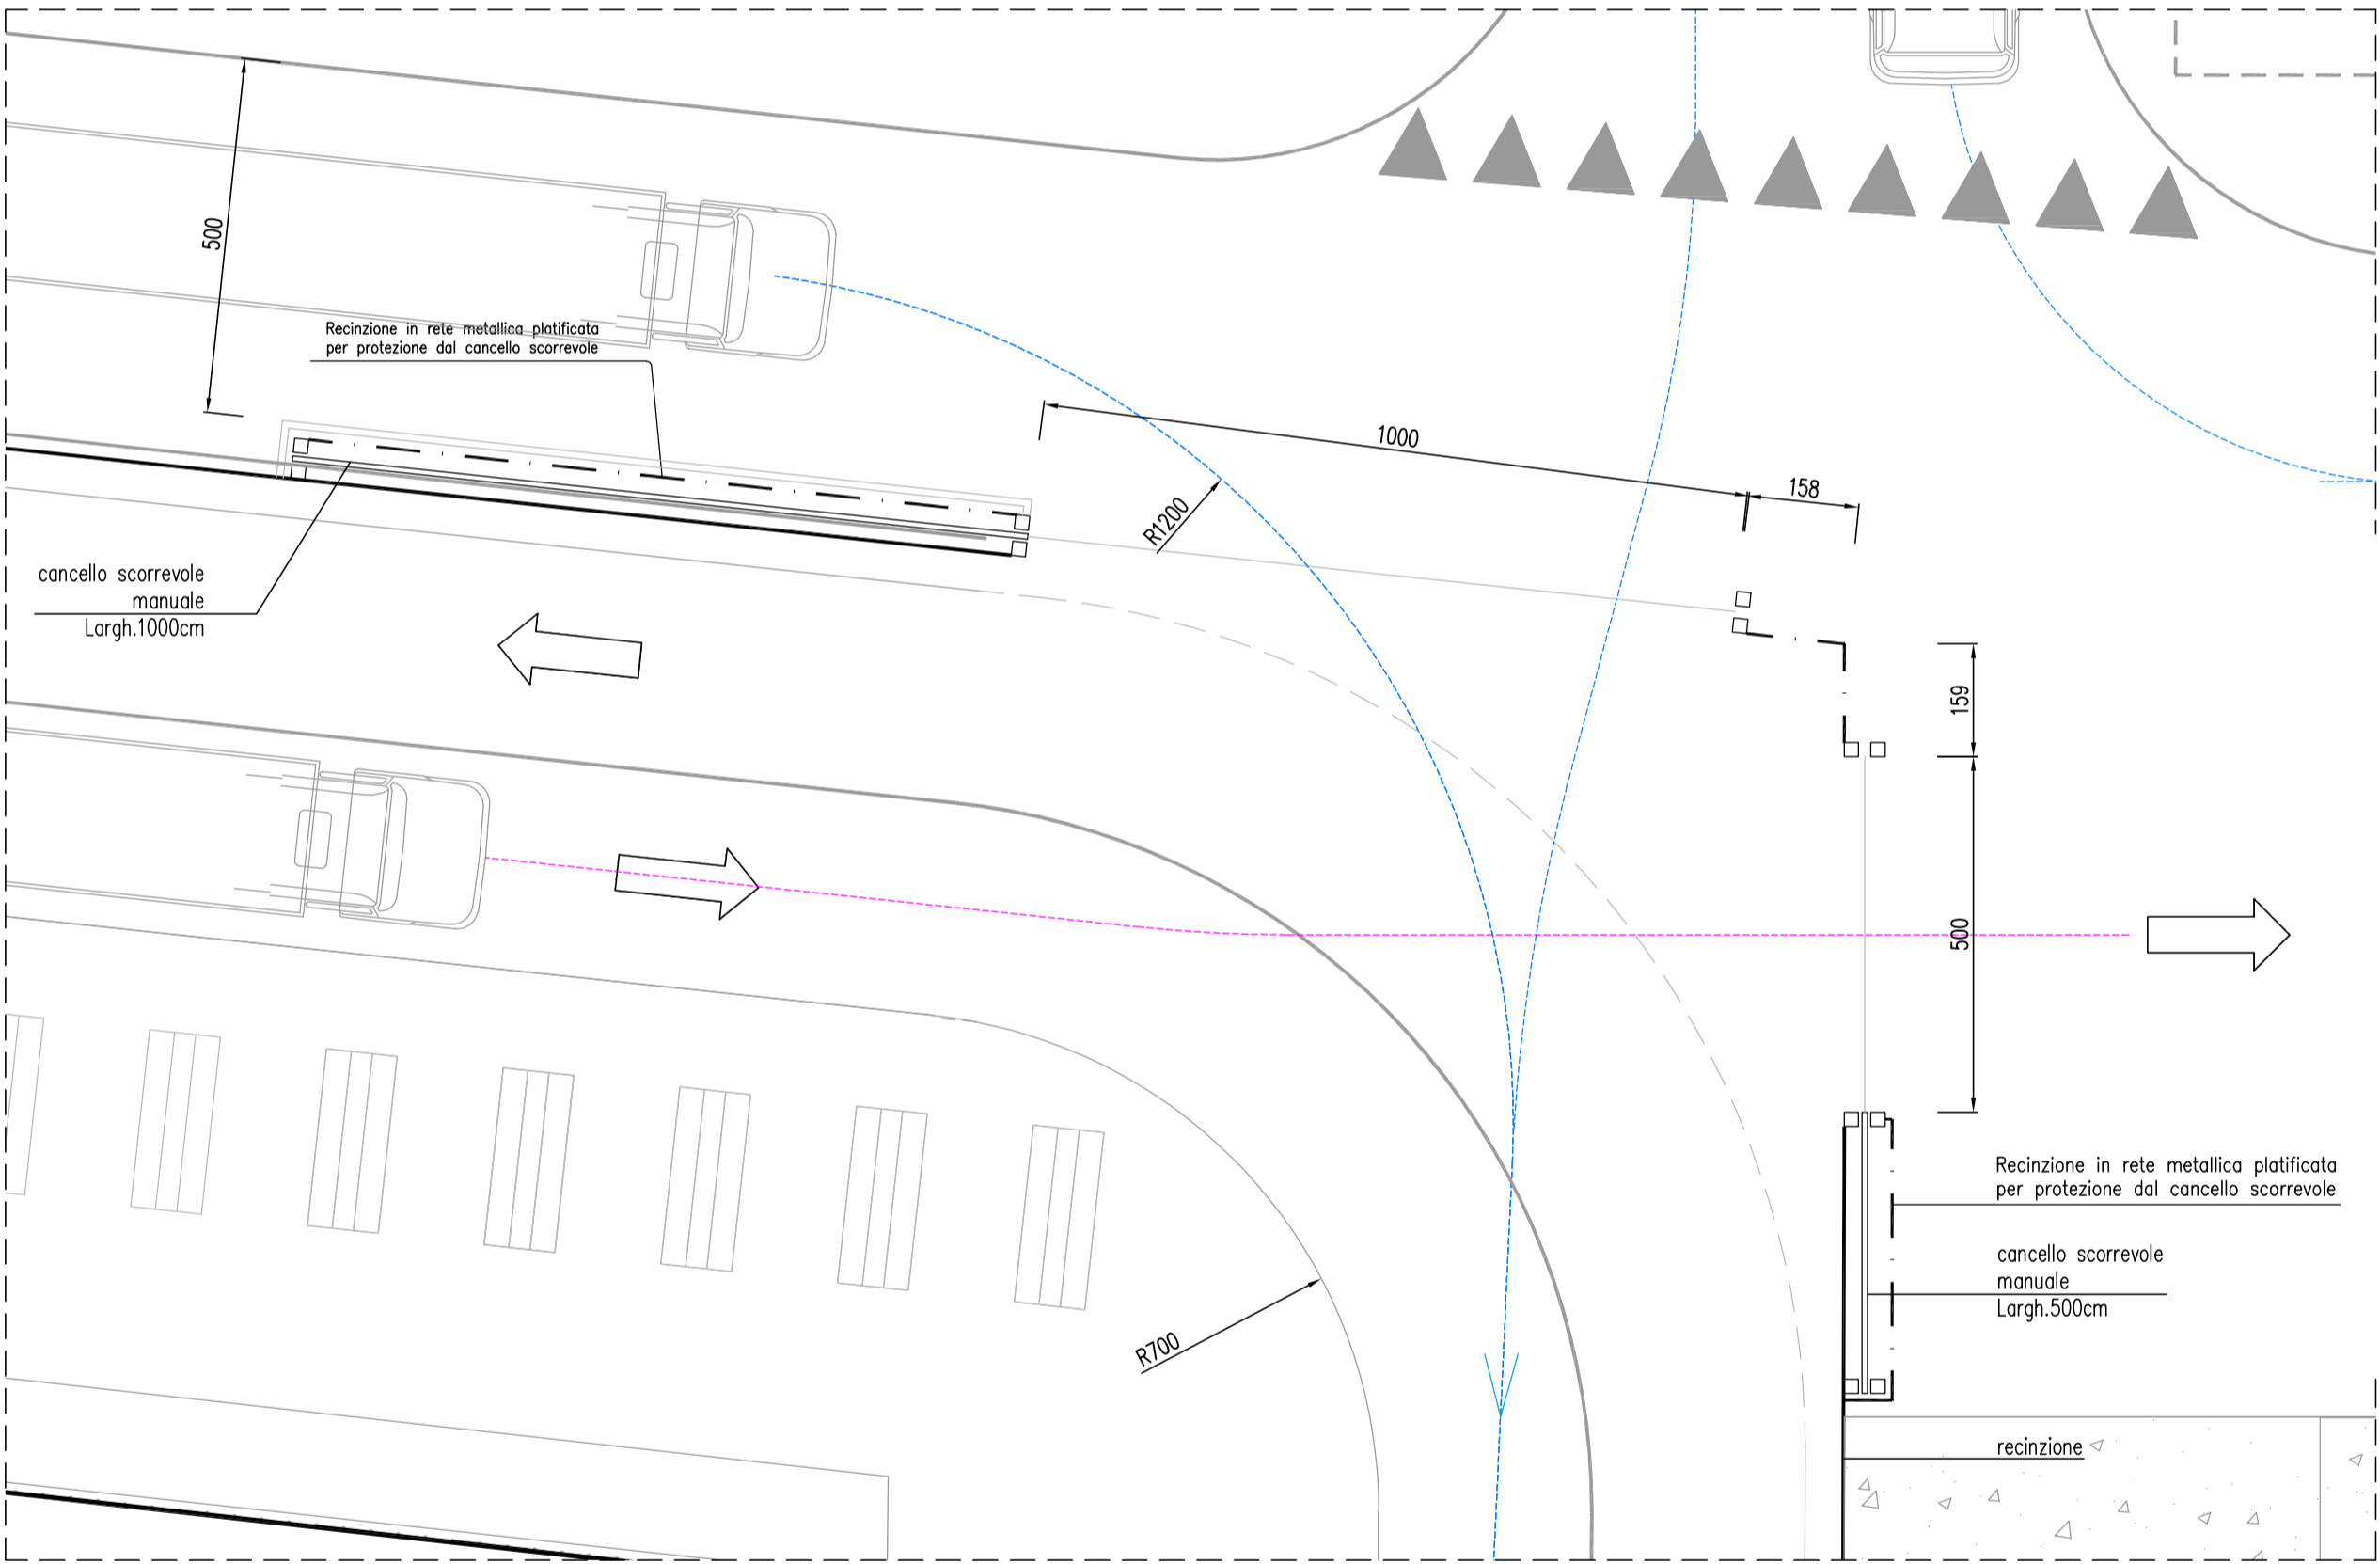 500
Recinzione in rete metallica platificata
per protezione dal cancello scorrevole
1000
158
R1200
cancello scorrevole
manuale
Largh.1000cm
159
500
Recinzione in rete metallica platificata
per protezione dal cancello scorrevole
cancello scorrevole
manuale
Largh.500cm
R700
recinzione